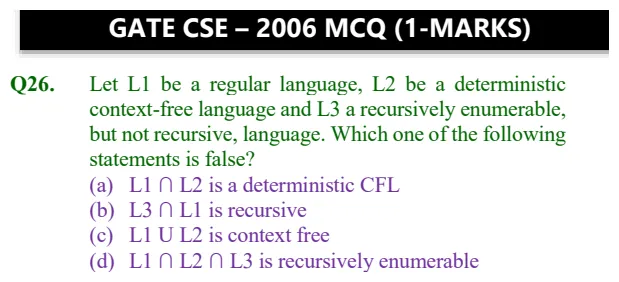 GATE CSE – 2006 MCQ (1-MARKS)
Q26. Let L1 be a regular language, L2 be a deterministic
context-free language and L3 a recursively enumerable,
but not recursive, language. Which one of the following
statements is false?
(a) L1 ∩ L2 is a deterministic CFL
(b) L3 ∩ L1 is recursive
(c) L1 U L2 is context free
(d) L1 ∩ L2 ∩ L3 is recursively enumerable